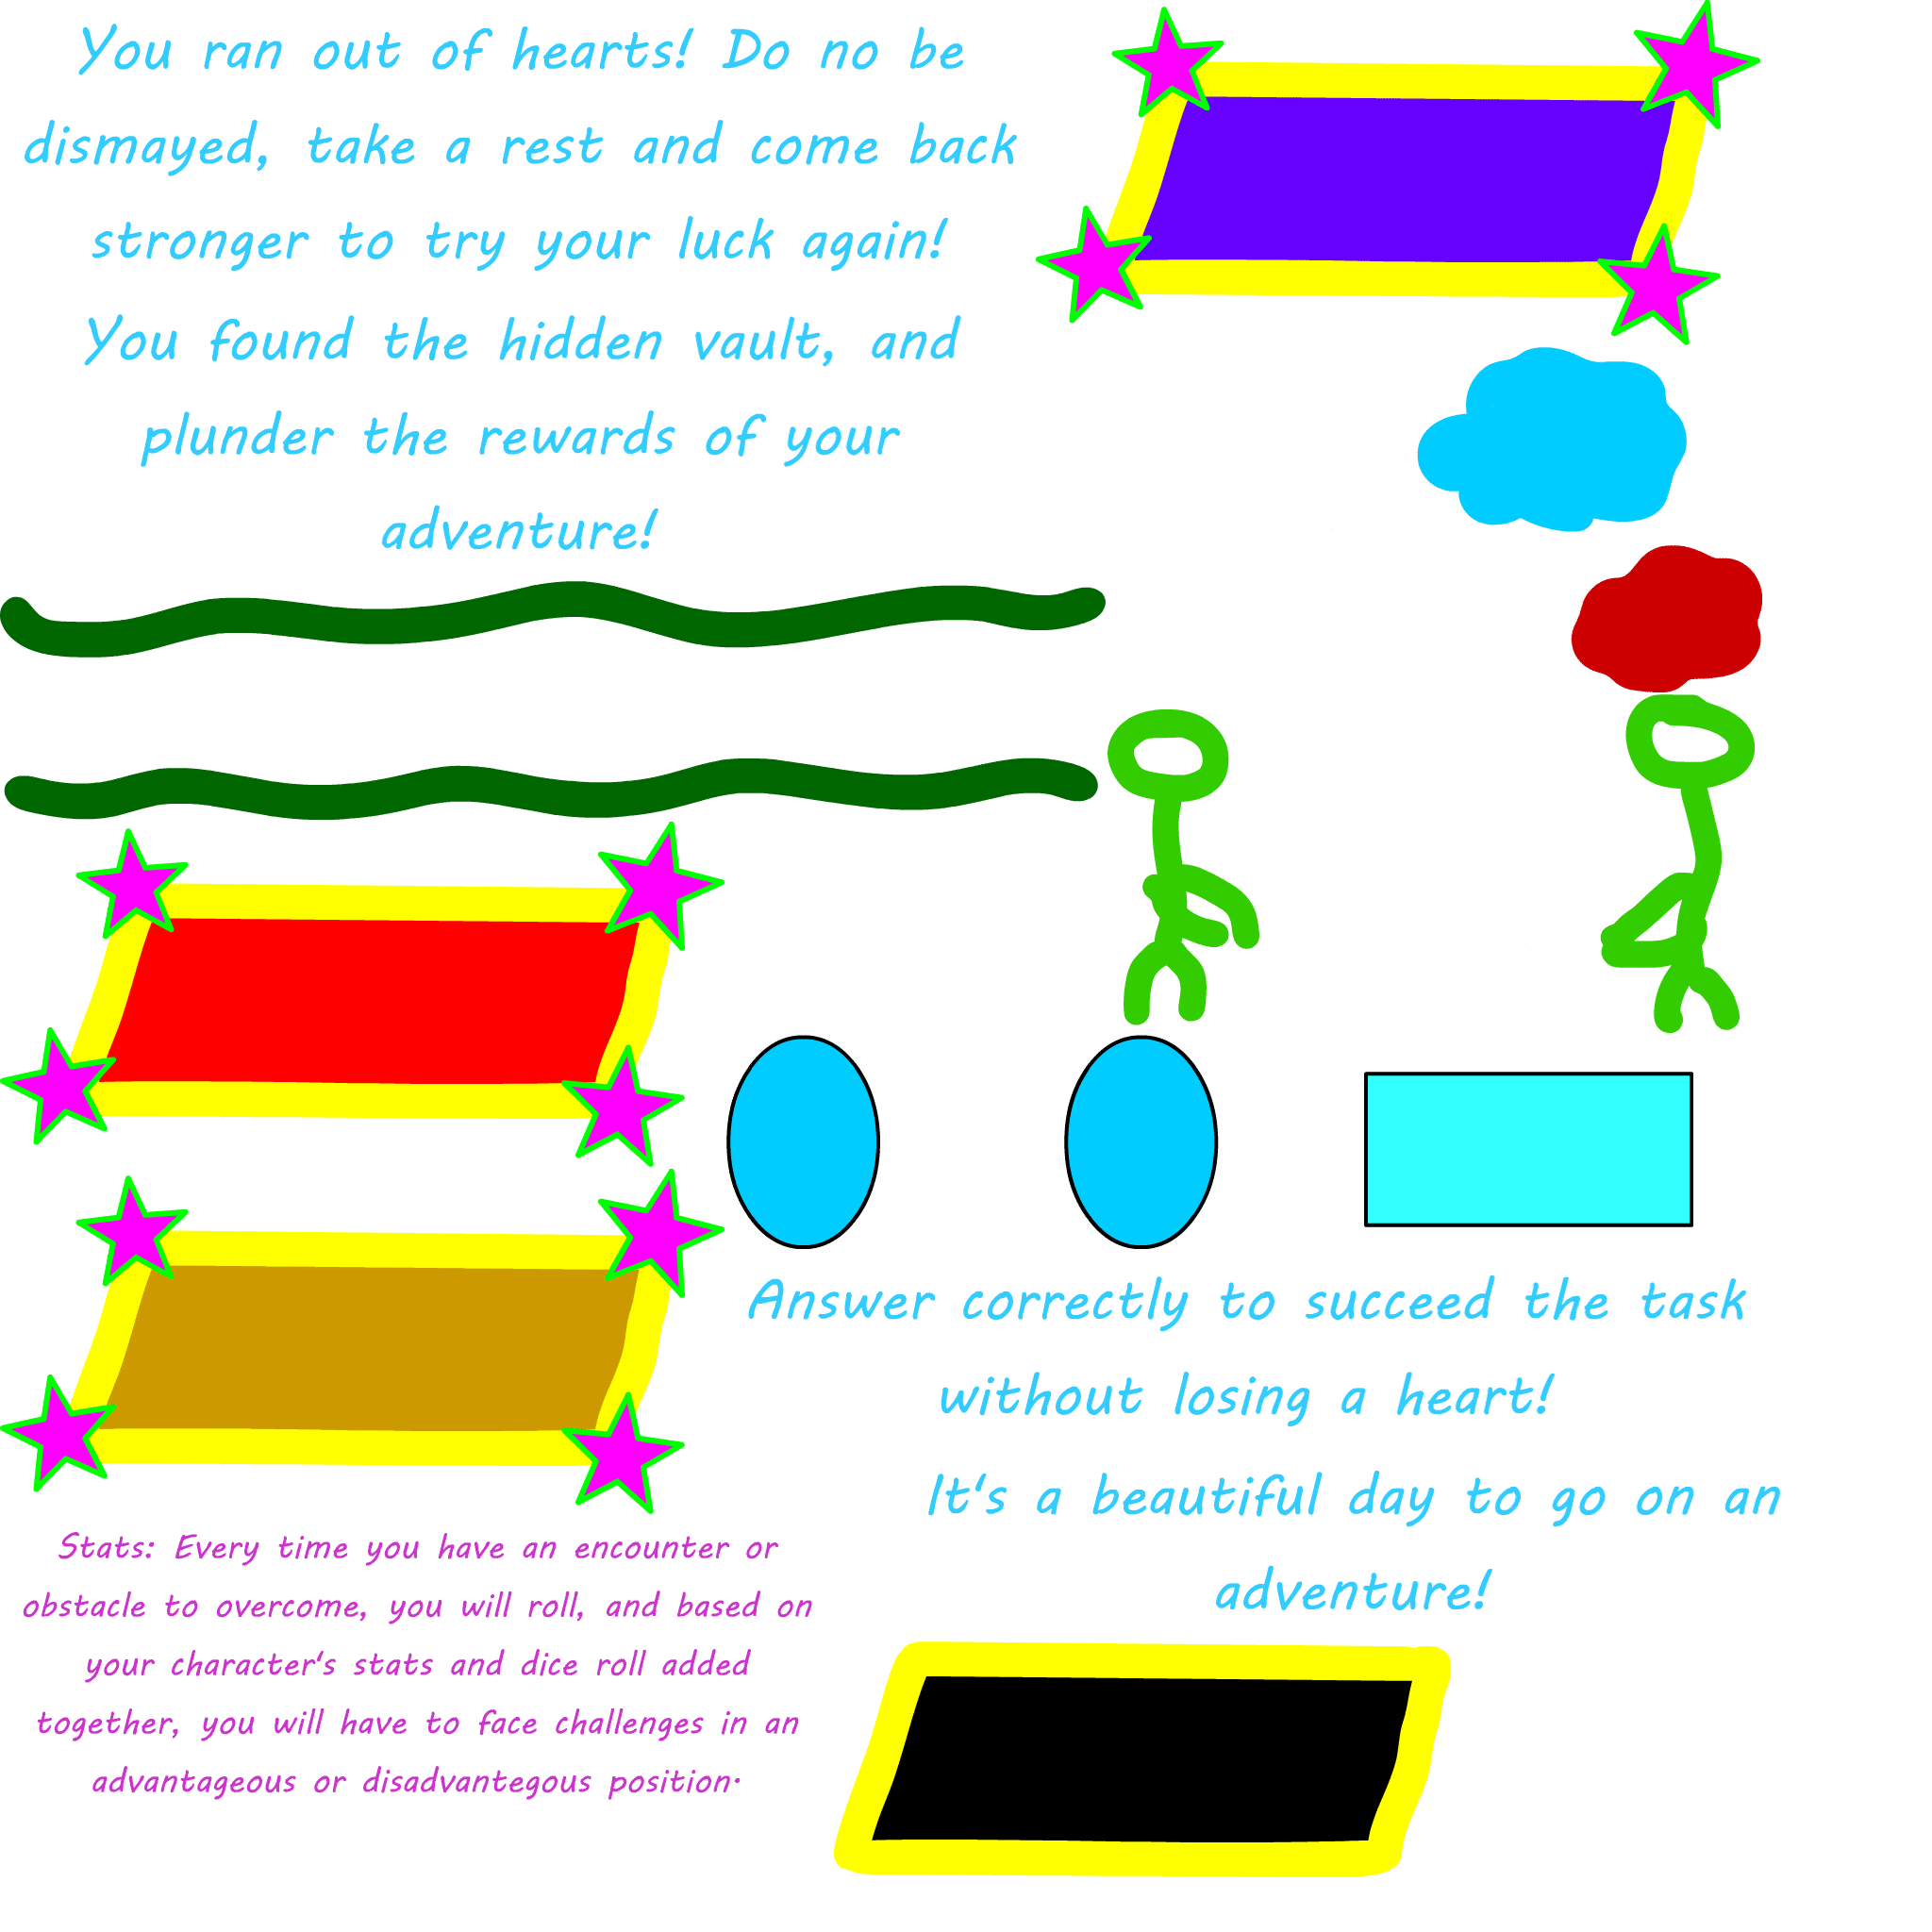 You ran out of hearts! Do no be
dismayed, take a rest and come back
stronger to try your luck again!
You found the hidden vault, and
plunder the rewards of your
adventure!
Answer correctly to succeed the task
without losing a heart!
It's a beautiful day to go on an
adventure!
Stats: Every time you have an encounter or
obstacle to overcome, you will roll, and based on
your character's stats and dice roll added
together, you will have to face challenges in an
advantageous or disadvantegous position.